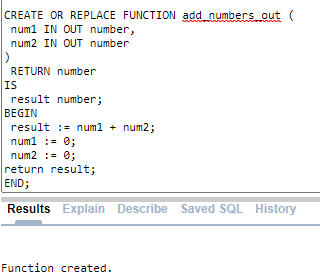 CREATE OR REPLACE FUNCTION add_numbers_out (
num1 IN OUT number,
num2 IN OUT number
)
RETURN number
IS
result number;
BEGIN
result := num1 + num2;
num1 := 0;
num2 := 0;
return result;
END;
Results Explain Describe Saved SQL History
Function created.